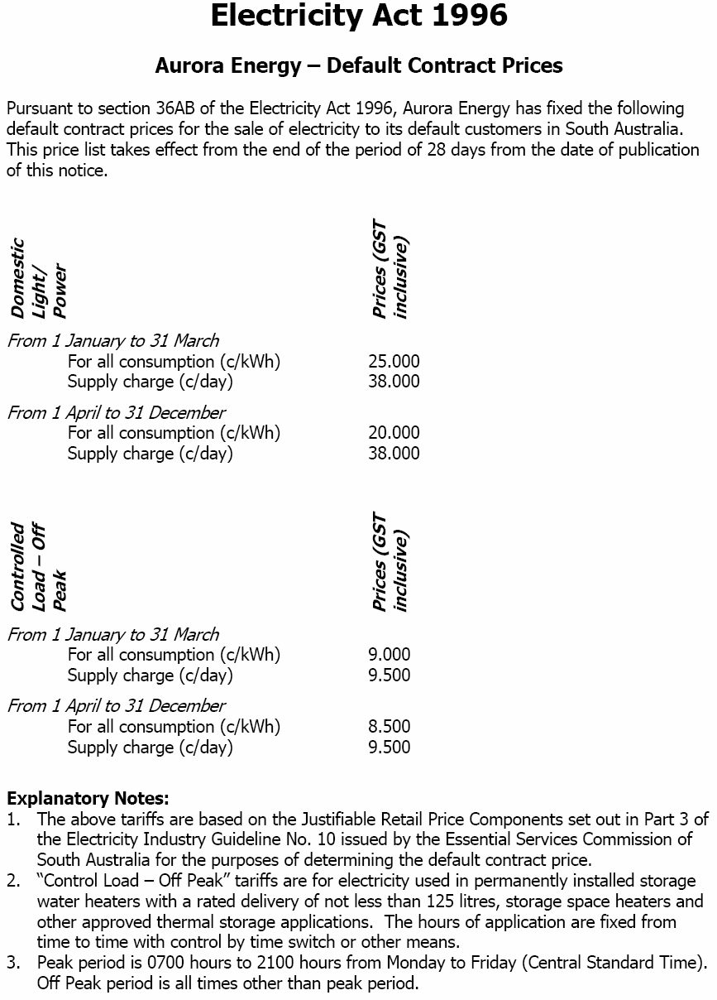 Electricity Act 1996
Aurora Energy – Default Contract Prices
Pursuant to section 36AB of the Electricity Act 1996, Aurora Energy has fixed the following
default contract prices for the sale of electricity to its default customers in South Australia.
This price list takes effect from the end of the period of 28 days from the date of publication
of this notice.
Domestic
Light/
Power
Prices (GST
inclusive)
From 1 January to 31 March
For all consumption (c/kWh) 25.000
Supply charge (c/day) 38.000
From 1 April to 31 December
For all consumption (c/kWh) 20.000
Supply charge (c/day) 38.000
Controlled
Load – Off
Peak
Prices (GST
inclusive)
From 1 January to 31 March
For all consumption (c/kWh) 9.000
Supply charge (c/day) 9.500
From 1 April to 31 December
For all consumption (c/kWh) 8.500
Supply charge (c/day) 9.500
Explanatory Notes:
1. The above tariffs are based on the Justifiable Retail Price Components set out in Part 3 of
the Electricity Industry Guideline No. 10 issued by the Essential Services Commission of
South Australia for the purposes of determining the default contract price.
2. “Control Load – Off Peak” tariffs are for electricity used in permanently installed storage
water heaters with a rated delivery of not less than 125 litres, storage space heaters and
other approved thermal storage applications. The hours of application are fixed from
time to time with control by time switch or other means.
3. Peak period is 0700 hours to 2100 hours from Monday to Friday (Central Standard Time).
Off Peak period is all times other than peak period.